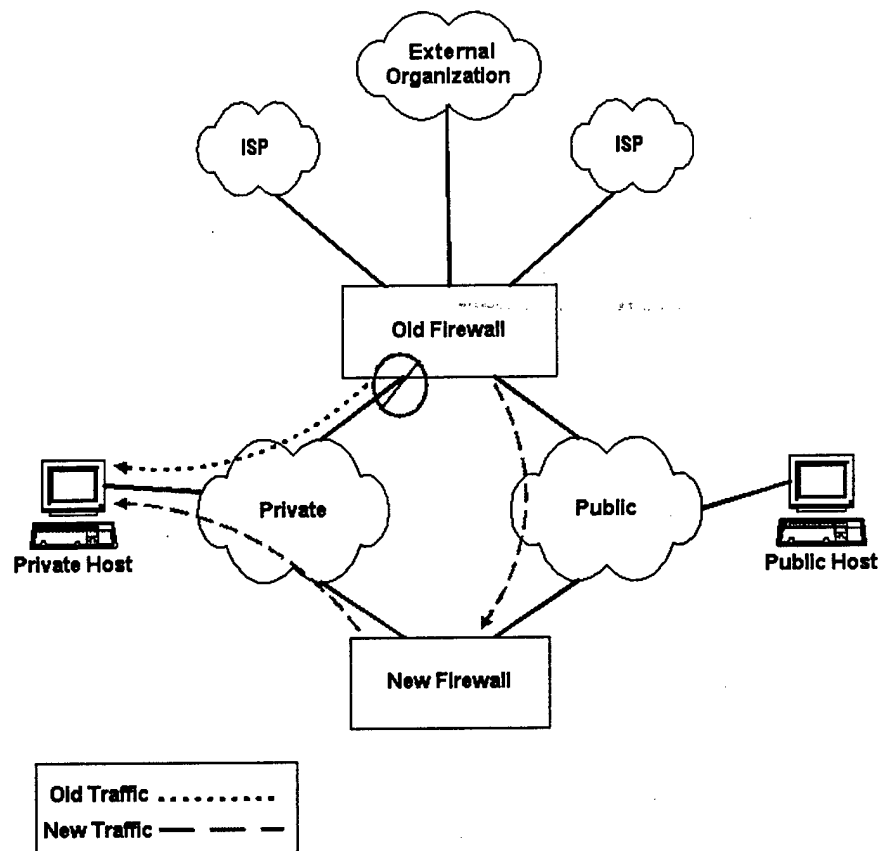 External
Organization
ISP
ISP
Old Firewall
Private
Public
Private Host
Public Host
New Firewall
Old Traffic
New Traffic